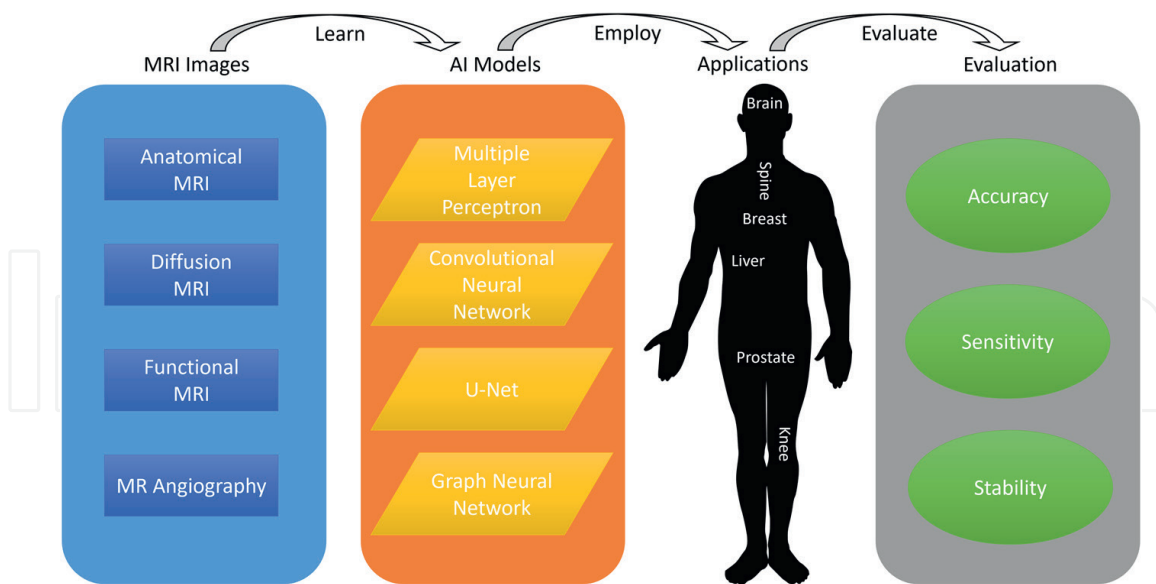 Learn
Employ
Evaluate
MRI Images
AI Models
Applications
Evaluation
Anatomical
MRI
Diffusion
MRI
Functional
MRI
MR Angiography
Multiple
Layer
Perceptron
Convolutional
Neural
Network
U-Net
Graph Neural
Network
Brain
Spine
Breast
Liver
Prostate
Knee
Accuracy
Sensitivity
Stability